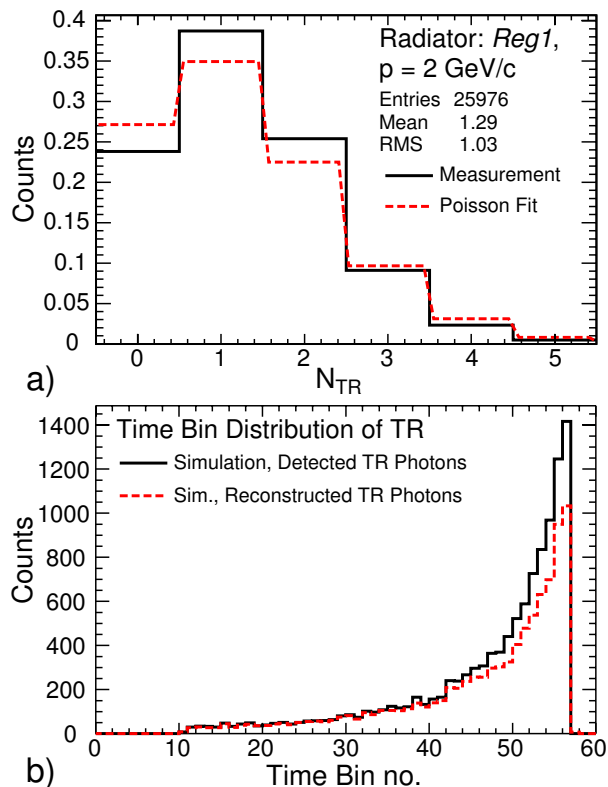 Radiator: Reg1,
p = 2 GeV/c
Entries 25976
Mean 1.29
RMS 1.03
Measurement
Poisson Fit
Counts
0.4
0.35
0.3
0.25
0.2
0.15
0.1
0.05
0
0 1 2 3 4 5
a) N_TR
Time Bin Distribution of TR
Simulation, Detected TR Photons
Sim., Reconstructed TR Photons
Counts
1400
1200
1000
800
600
400
200
0
0 10 20 30 40 50 60
b) Time Bin no.